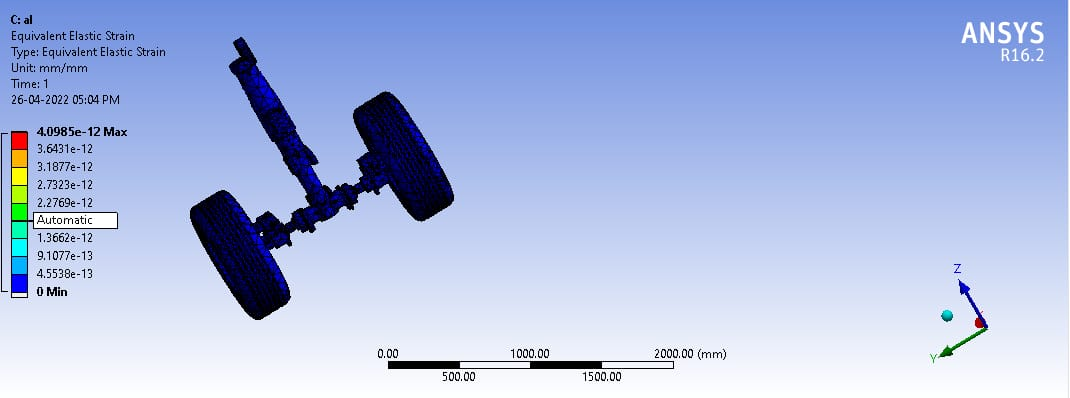 C: al
Equivalent Elastic Strain
Type: Equivalent Elastic Strain
Unit: mm/mm
Time: 1
26-04-2022 05:04 PM
ANSYS
R16.2
4.0985e-12 Max
3.6431e-12
3.1877e-12
2.7323e-12
2.2769e-12
Automatic
1.3662e-12
9.1077e-13
4.5538e-13
0 Min
0.00 1000.00 2000.00 (mm)
500.00 1500.00
Z
Y